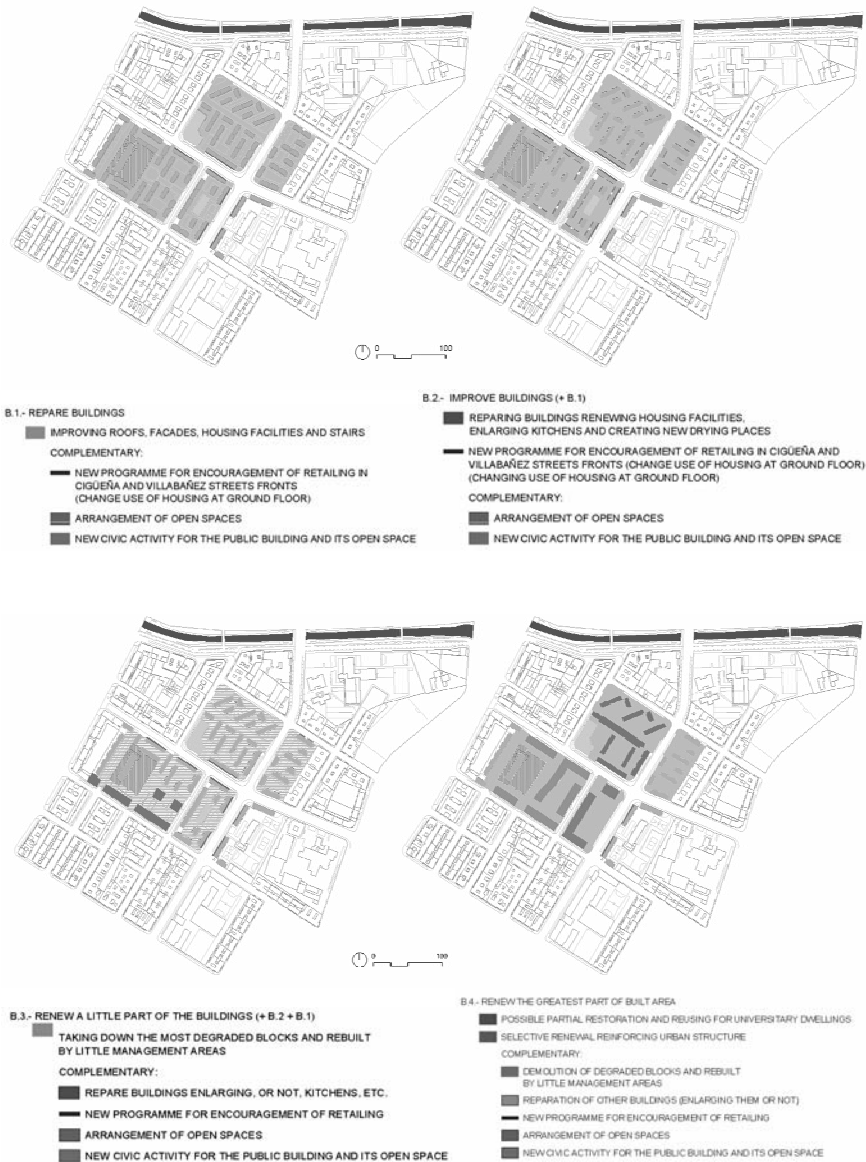 0 100
B.1.- REPARE BUILDINGS
IMPROVING ROOFS, FACADES, HOUSING FACILITIES AND STAIRS
COMPLEMENTARY:
NEW PROGRAMME FOR ENCOURAGEMENT OF RETAILING IN
CIGÜEÑA AND VILLABAÑEZ STREETS FRONTS
(CHANGE USE OF HOUSING AT GROUND FLOOR)
ARRANGEMENT OF OPEN SPACES
NEW CIVIC ACTIVITY FOR THE PUBLIC BUILDING AND ITS OPEN SPACE
B.2.- IMPROVE BUILDINGS (+ B.1)
REPARING BUILDINGS RENEWING HOUSING FACILITIES,
ENLARGING KITCHENS AND CREATING NEW DRYING PLACES
NEW PROGRAMME FOR ENCOURAGEMENT OF RETAILING IN CIGÜEÑA AND
VILLABAÑEZ STREETS FRONTS (CHANGE USE OF HOUSING AT GROUND FLOOR)
(CHANGING USE OF HOUSING AT GROUND FLOOR)
COMPLEMENTARY:
ARRANGEMENT OF OPEN SPACES
NEW CIVIC ACTIVITY FOR THE PUBLIC BUILDING AND ITS OPEN SPACE
0 100
B.3.- RENEW A LITTLE PART OF THE BUILDINGS (+ B.2 + B.1)
TAKING DOWN THE MOST DEGRADED BLOCKS AND REBUILT
BY LITTLE MANAGEMENT AREAS
COMPLEMENTARY:
REPARE BUILDINGS ENLARGING, OR NOT, KITCHENS, ETC.
NEW PROGRAMME FOR ENCOURAGEMENT OF RETAILING
ARRANGEMENT OF OPEN SPACES
NEW CIVIC ACTIVITY FOR THE PUBLIC BUILDING AND ITS OPEN SPACE
B.4.- RENEW THE GREATEST PART OF BUILT AREA
POSSIBLE PARTIAL RESTORATION AND REUSING FOR UNIVERSITARY DWELLINGS
SELECTIVE RENEWAL REINFORCING URBAN STRUCTURE
COMPLEMENTARY:
DEMOLITION OF DEGRADED BLOCKS AND REBUILT
BY LITTLE MANAGEMENT AREAS
REPARATION OF OTHER BUILDINGS (ENLARGING THEM OR NOT)
NEW PROGRAMME FOR ENCOURAGEMENT OF RETAILING
ARRANGEMENT OF OPEN SPACES
NEW CIVIC ACTIVITY FOR THE PUBLIC BUILDING AND ITS OPEN SPACE